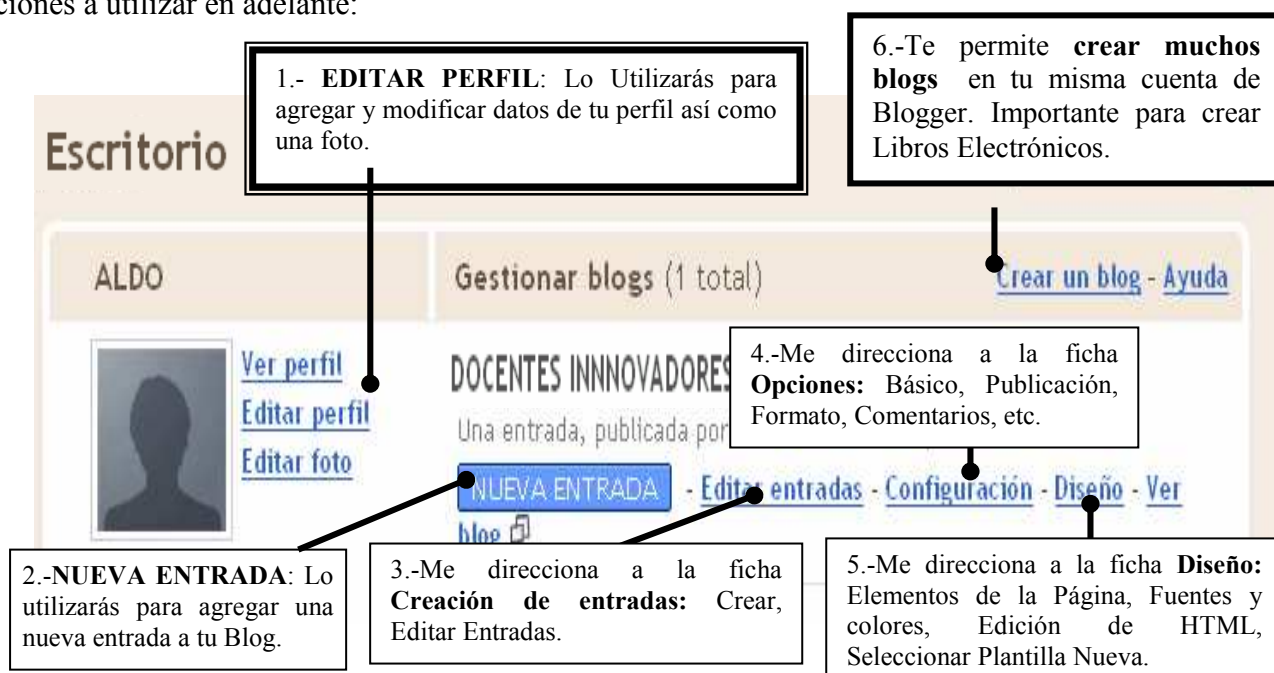 ciones a utilizar en adelante:
1.- EDITAR PERFIL: Lo Utilizarás para
agregar y modificar datos de tu perfil así como
una foto.
6.-Te permite crear muchos
blogs en tu misma cuenta de
Blogger. Importante para crear
Libros Electrónicos.
Escritorio
ALDO
Gestionar blogs (1 total)
Crear un blog - Ayuda
Ver perfil
Editar perfil
Editar foto
DOCENTES INNNOVADORES
Una entrada, publicada por
4.-Me direcciona a la ficha
Opciones: Básico, Publicación,
Formato, Comentarios, etc.
NUEVA ENTRADA - Editar entradas - Configuración - Diseño - Ver
blog
2.-NUEVA ENTRADA: Lo
utilizarás para agregar una
nueva entrada a tu Blog.
3.-Me direcciona a la ficha
Creación de entradas: Crear,
Editar Entradas.
5.-Me direcciona a la ficha Diseño:
Elementos de la Página, Fuentes y
colores, Edición de HTML,
Seleccionar Plantilla Nueva.